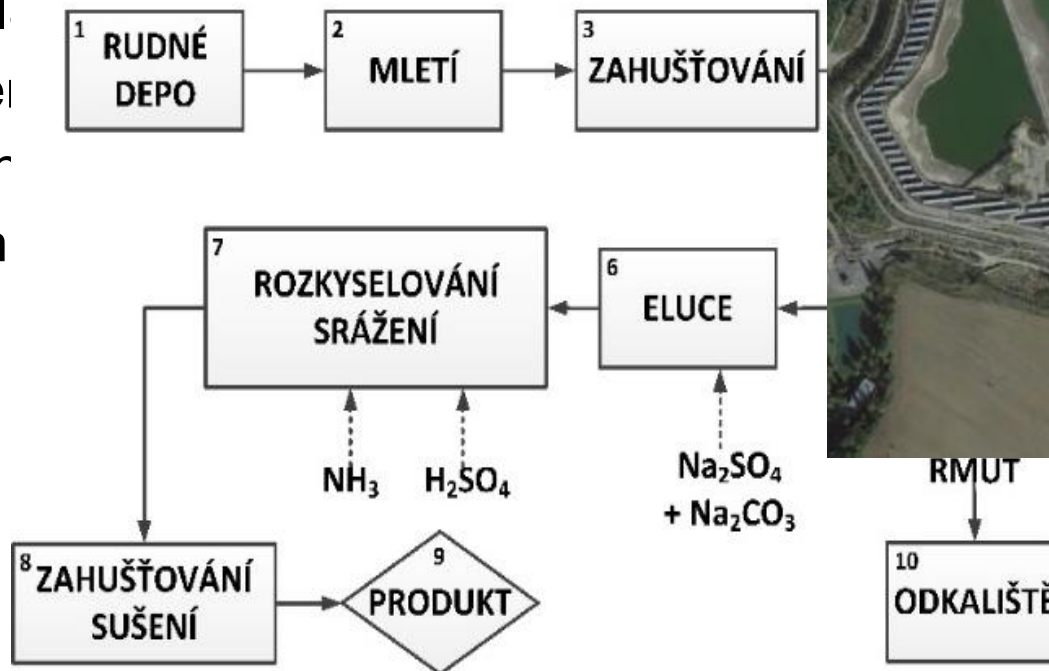 1 RUDNÉ
DEPO
2 MLETÍ
3 ZAHUŠŤOVÁNÍ
7 ROZKYSELOVÁNÍ
SRÁŽENÍ
6 ELUCE
NH₃
H₂SO₄
Na₂SO₄
+ Na₂CO₃
RMUT
8 ZAHUŠŤOVÁNÍ
SUŠENÍ
9 PRODUKT
10 ODKALIŠTĚ